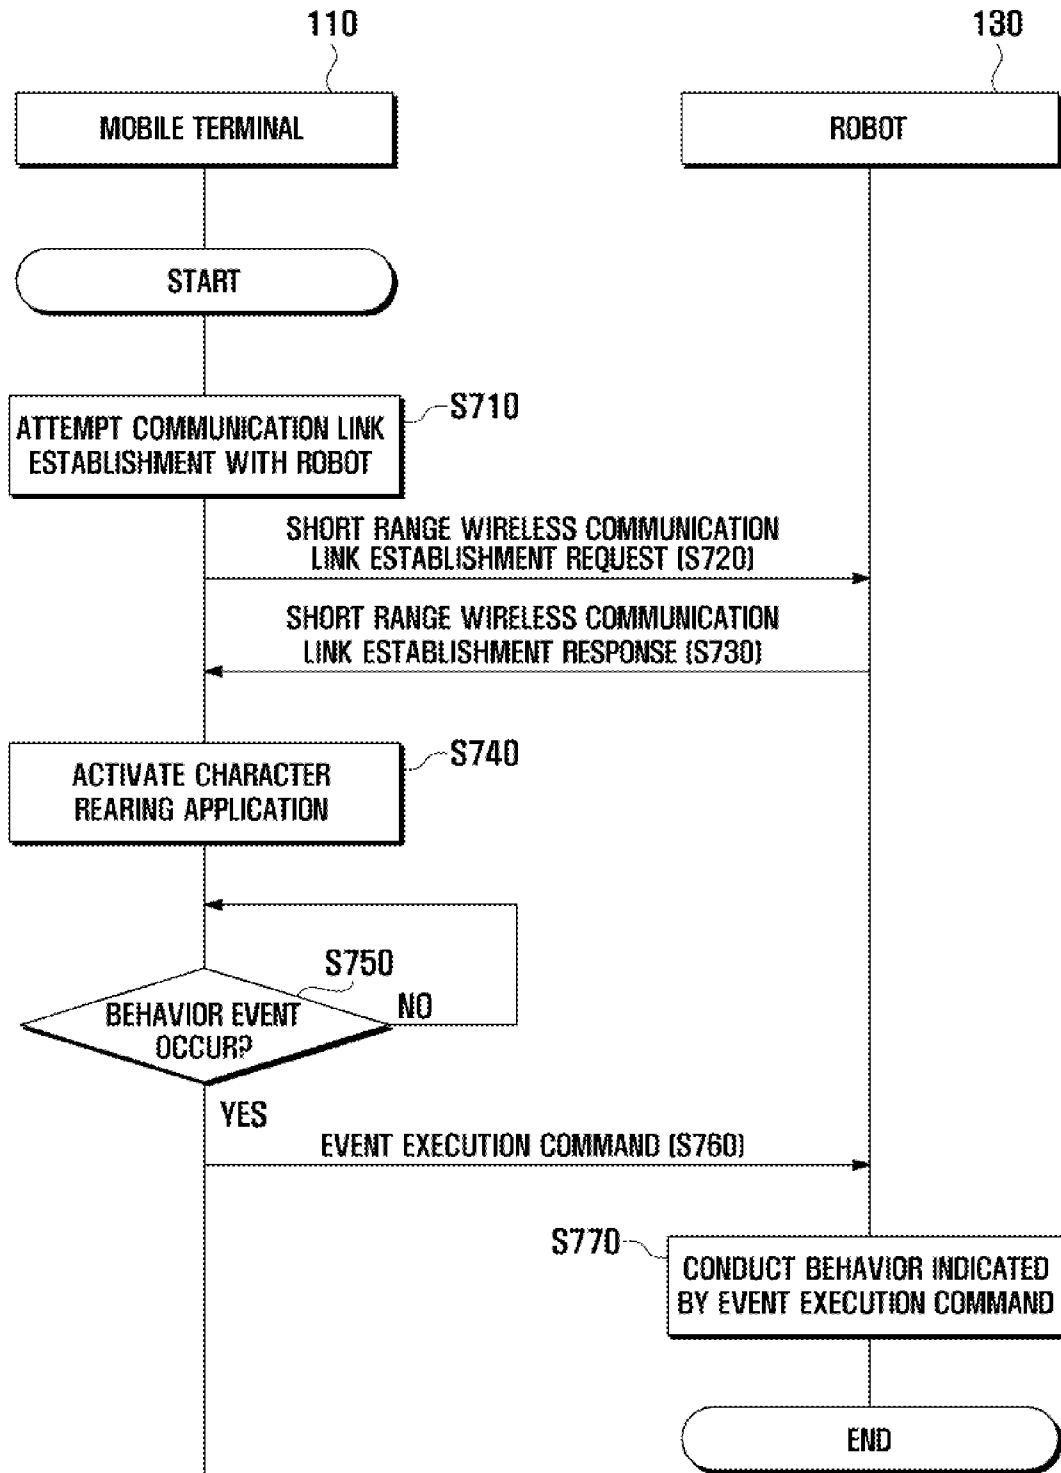 110
130
MOBILE TERMINAL
ROBOT
START
S710
ATTEMPT COMMUNICATION LINK
ESTABLISHMENT WITH ROBOT
SHORT RANGE WIRELESS COMMUNICATION
LINK ESTABLISHMENT REQUEST (S720)
SHORT RANGE WIRELESS COMMUNICATION
LINK ESTABLISHMENT RESPONSE (S730)
S740
ACTIVATE CHARACTER
REARING APPLICATION
S750
BEHAVIOR EVENT
OCCUR?
NO
YES
EVENT EXECUTION COMMAND (S760)
S770
CONDUCT BEHAVIOR INDICATED
BY EVENT EXECUTION COMMAND
END